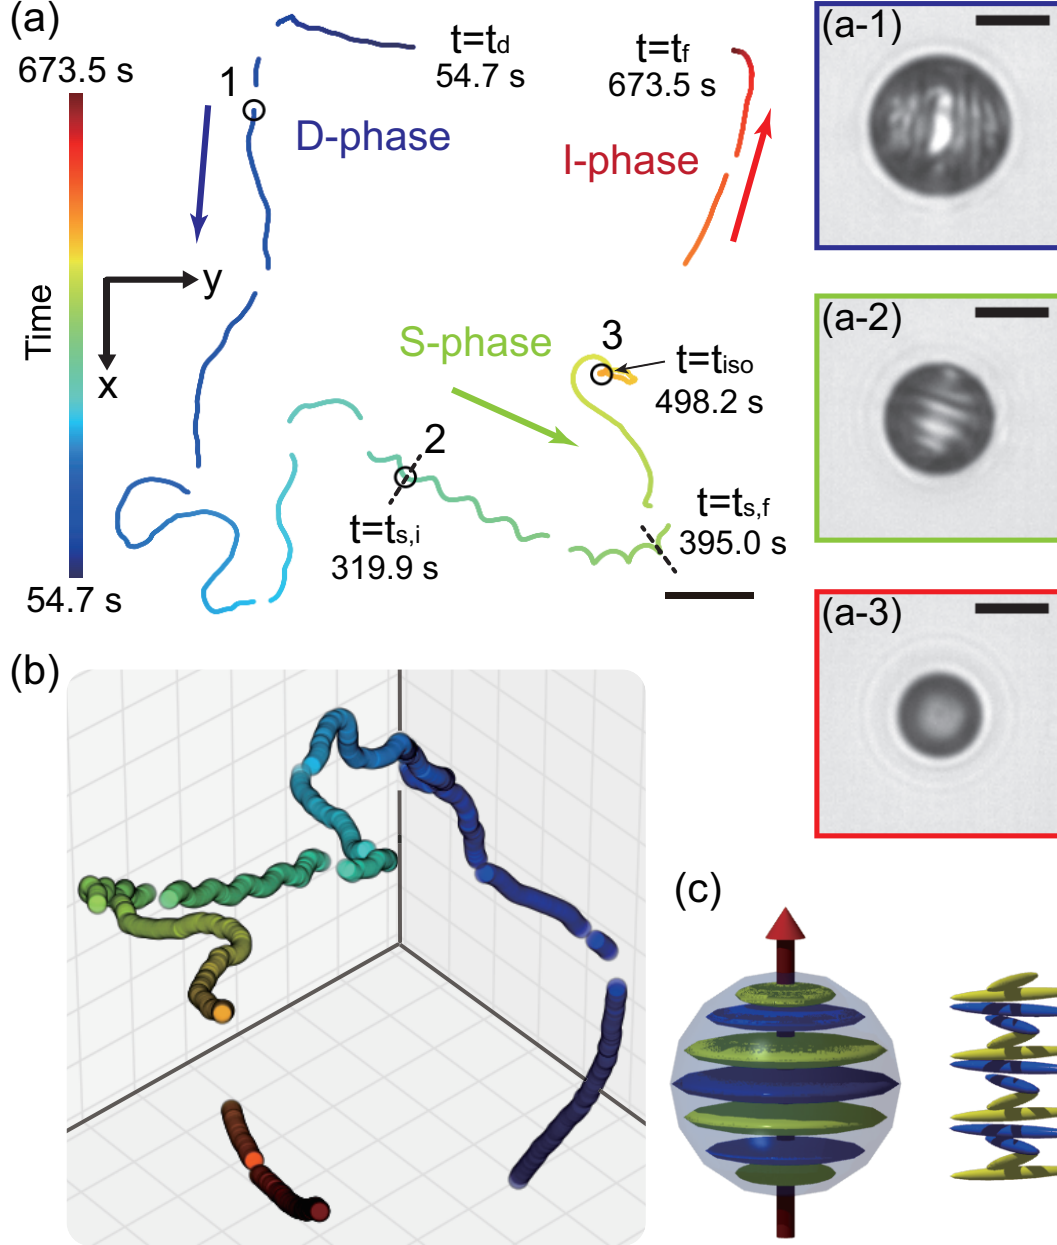 (a)
673.5 s
Time
54.7 s
y
x
1
D-phase
t=td
54.7 s
t=tf
673.5 s
I-phase
S-phase
3
t=tiso
498.2 s
2
t=ts,i
319.9 s
t=ts,f
395.0 s
(a-1)
(a-2)
(a-3)
(b)
(c)